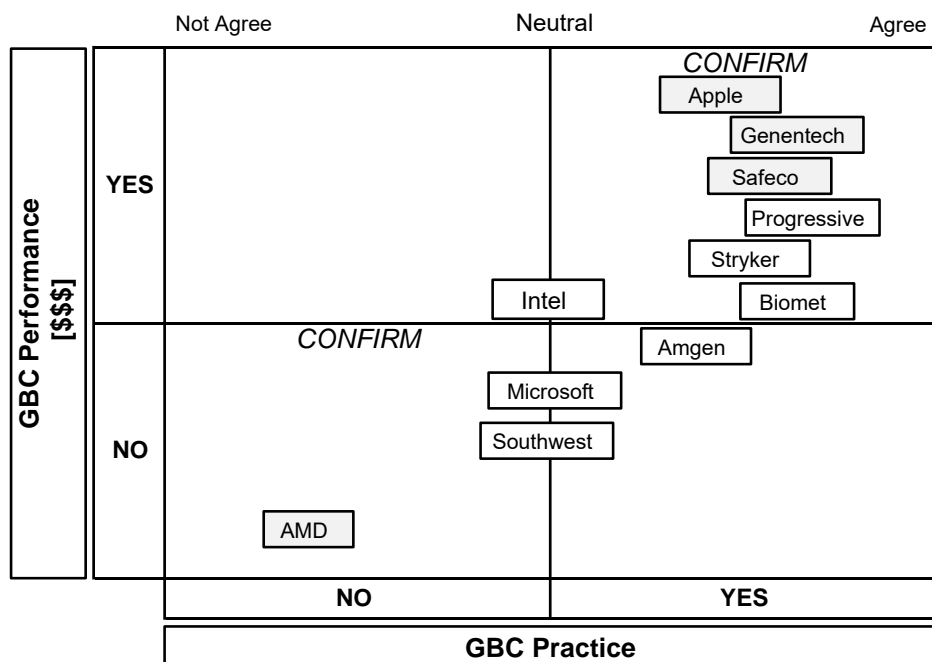 Not Agree Neutral Agree
CONFIRM
Apple
Genentech
YES
Safeco
Progressive
Stryker
Intel
Biomet
GBC Performance
[$$$]
CONFIRM
Amgen
Microsoft
NO
Southwest
AMD
NO YES
GBC Practice